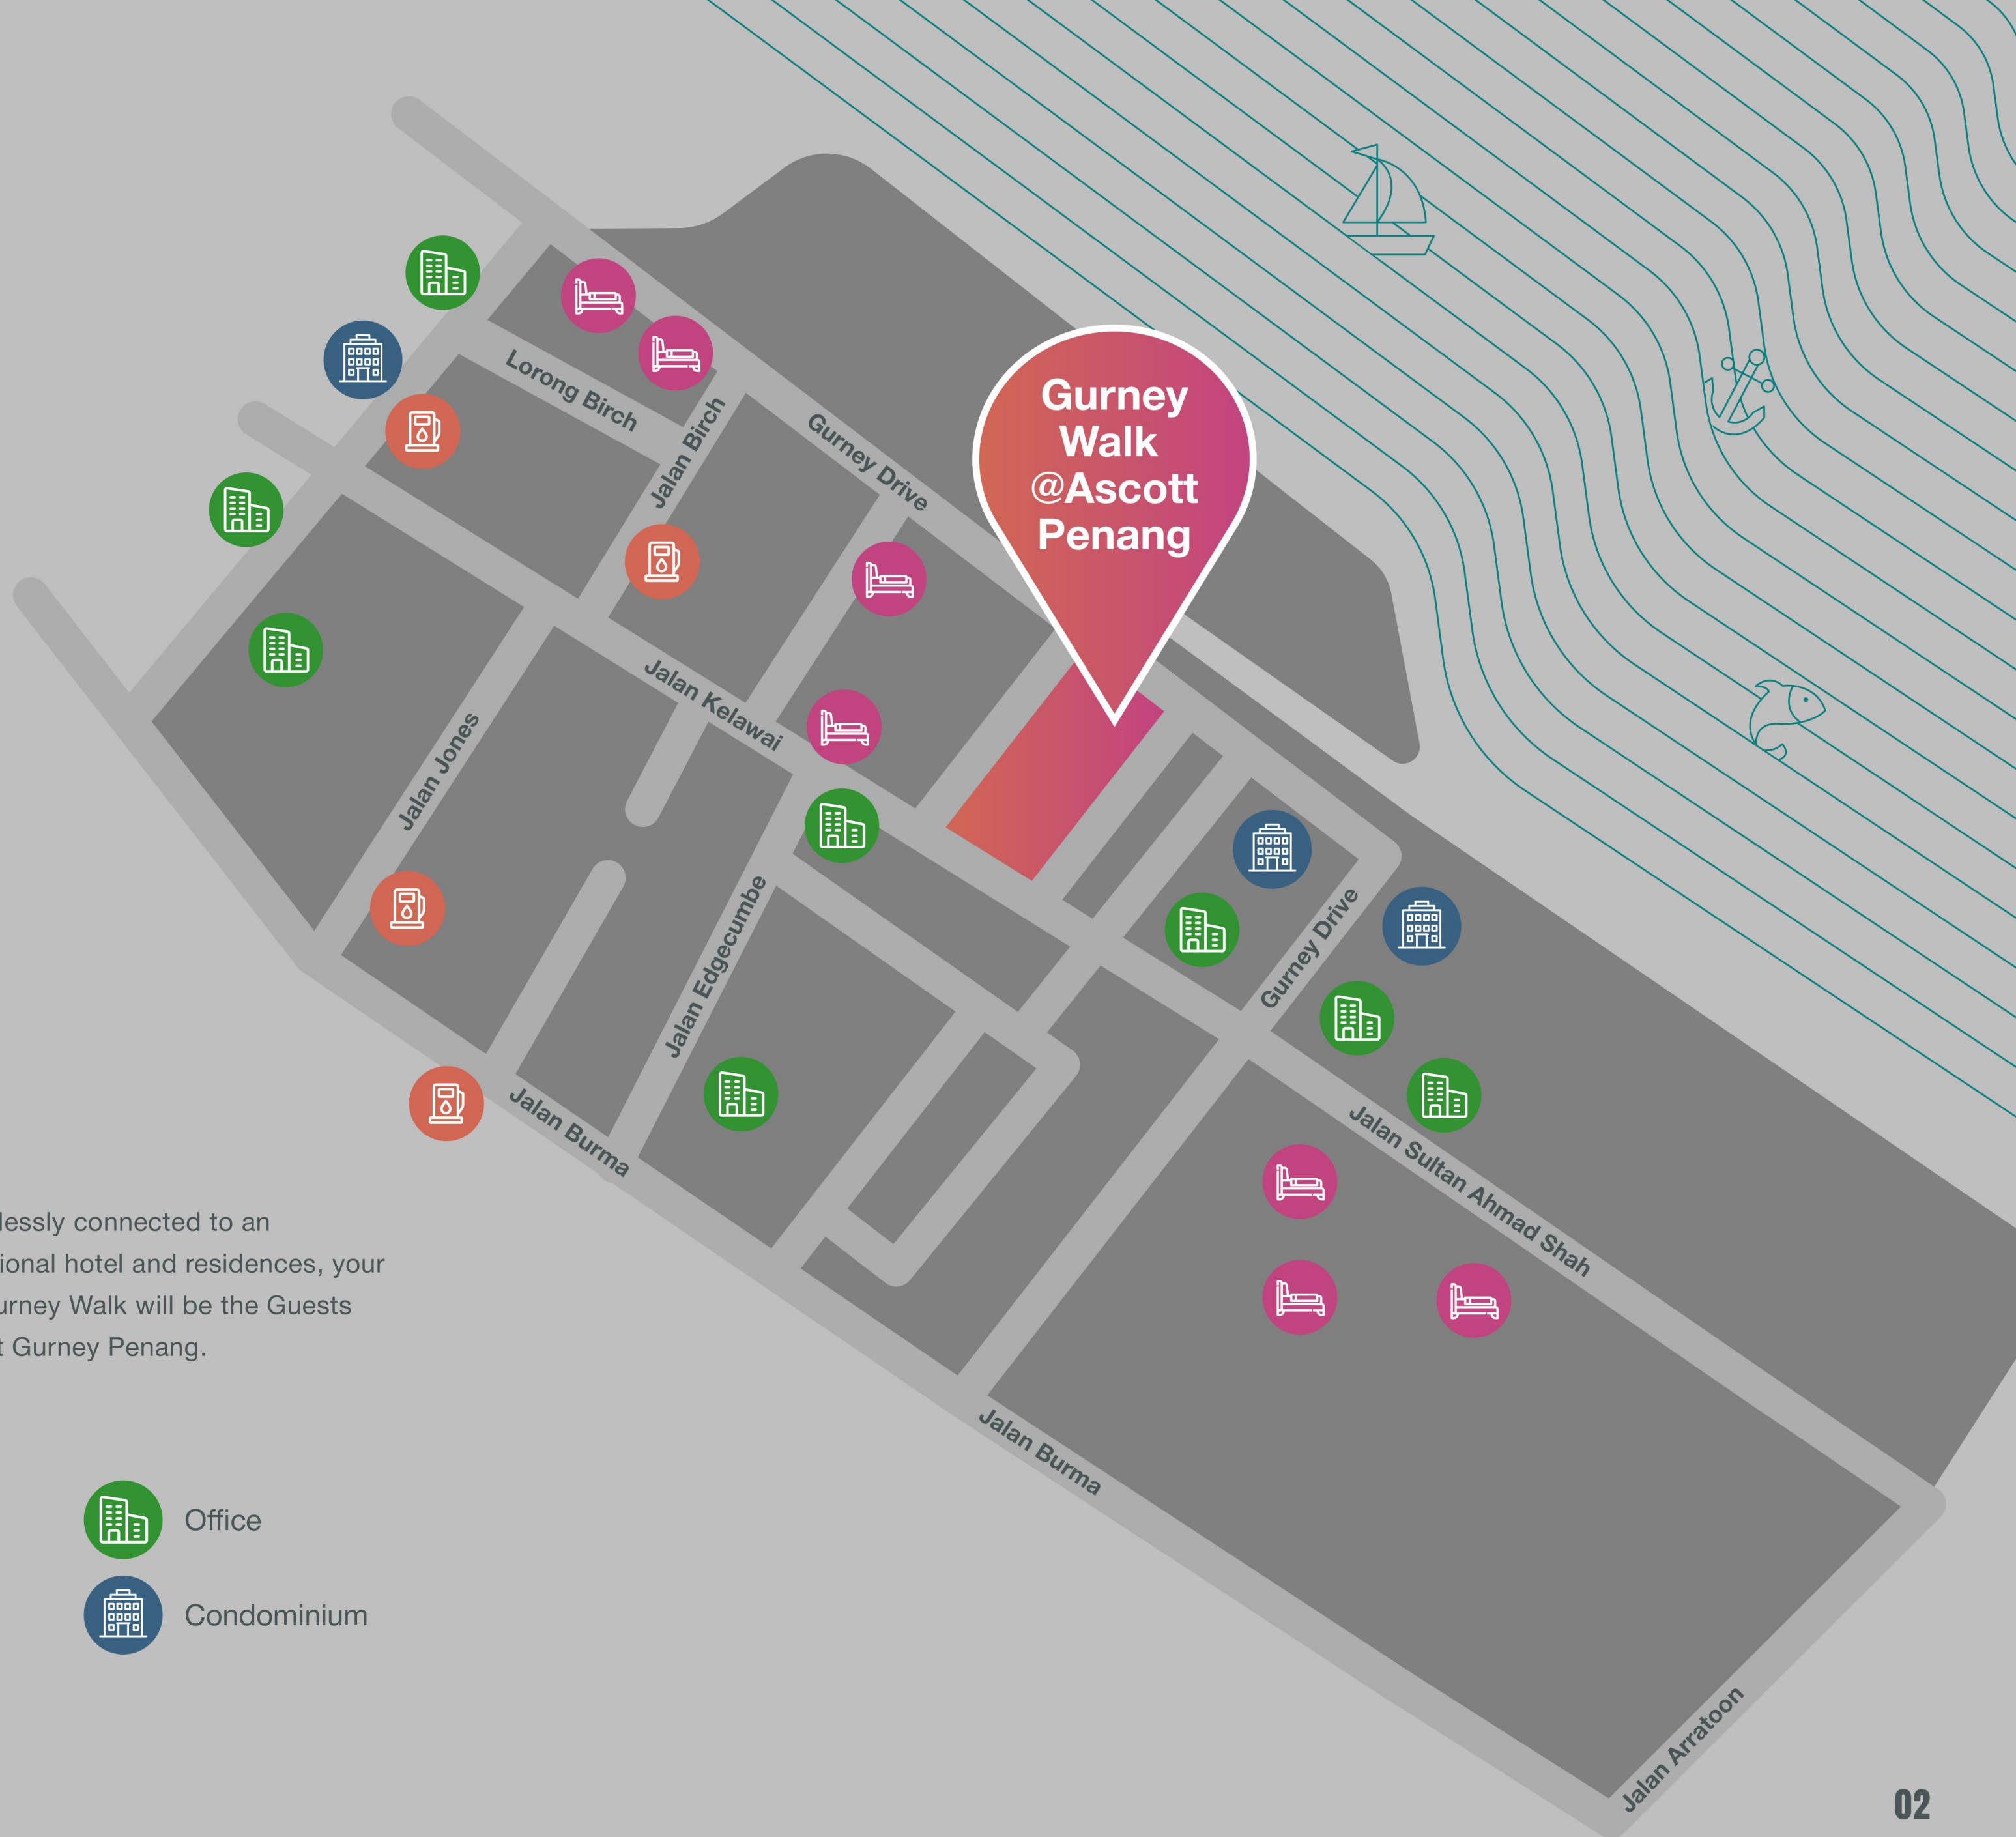 Lorong Birch
Jalan Birch
Gurney Drive
Gurney
Walk
@Ascott
Penang
Jalan Kelawai
Jalan Jones
Jalan Edgecumbe
Gurney Drive
Jalan Burma
Jalan Sultan Ahmad Shah
lessly connected to an
ional hotel and residences, your
urney Walk will be the Guests
t Gurney Penang.
Jalan Burma
Office
Condominium
Jalan Arratoon
02